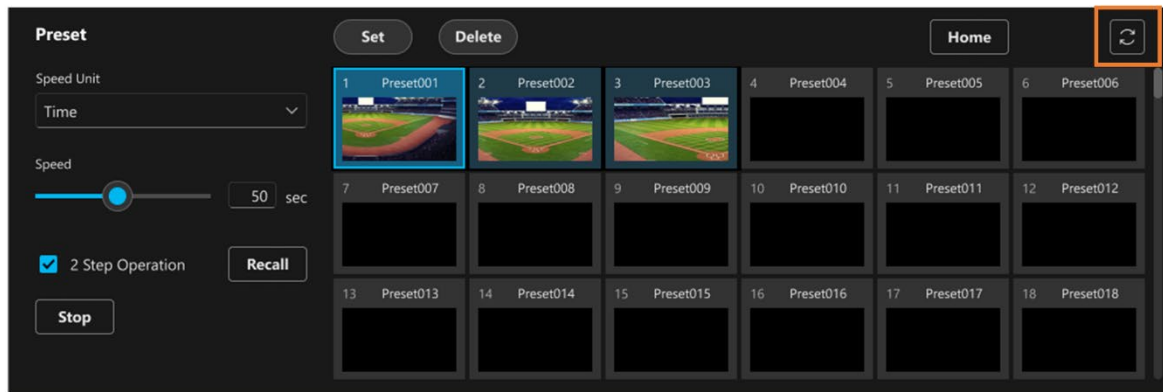 Preset
Set
Delete
Home
Speed Unit
Time
Speed
50 sec
2 Step Operation
Recall
Stop
1 Preset001
2 Preset002
3 Preset003
4 Preset004
5 Preset005
6 Preset006
7 Preset007
8 Preset008
9 Preset009
10 Preset010
11 Preset011
12 Preset012
13 Preset013
14 Preset014
15 Preset015
16 Preset016
17 Preset017
18 Preset018